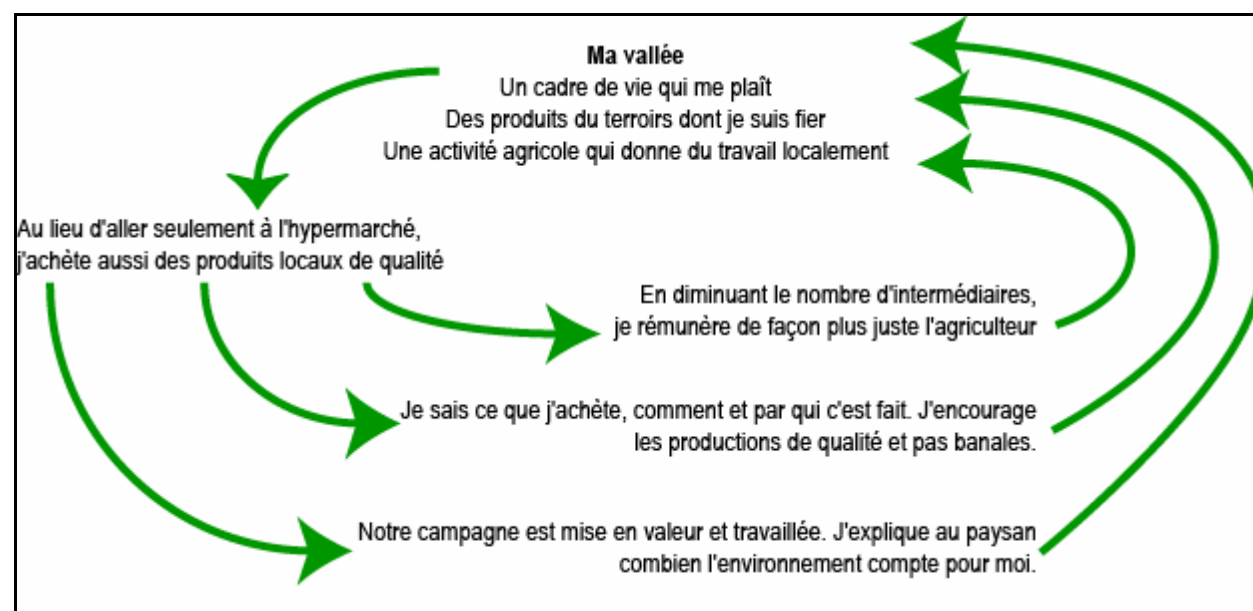 Ma vallée
Un cadre de vie qui me plaît
Des produits du terroirs dont je suis fier
Une activité agricole qui donne du travail localement
Au lieu d'aller seulement à l'hypermarché,
j'achète aussi des produits locaux de qualité
En diminuant le nombre d'intermédiaires,
je rémunère de façon plus juste l'agriculteur
Je sais ce que j'achète, comment et par qui c'est fait. J'encourage
les productions de qualité et pas banales.
Notre campagne est mise en valeur et travaillée. J'explique au paysan
combien l'environnement compte pour moi.